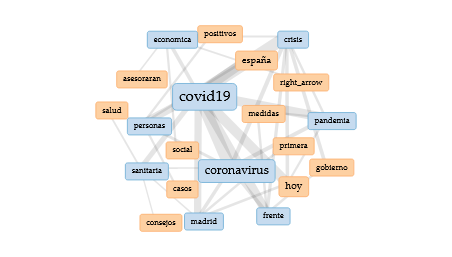 positivos
economica
crisis
españa
asesoraran
right_arrow
covid19
salud
medidas
personas
pandemia
primera
social
gobierno
sanitaria
coronavirus
casos
hoy
frente
consejos
madrid